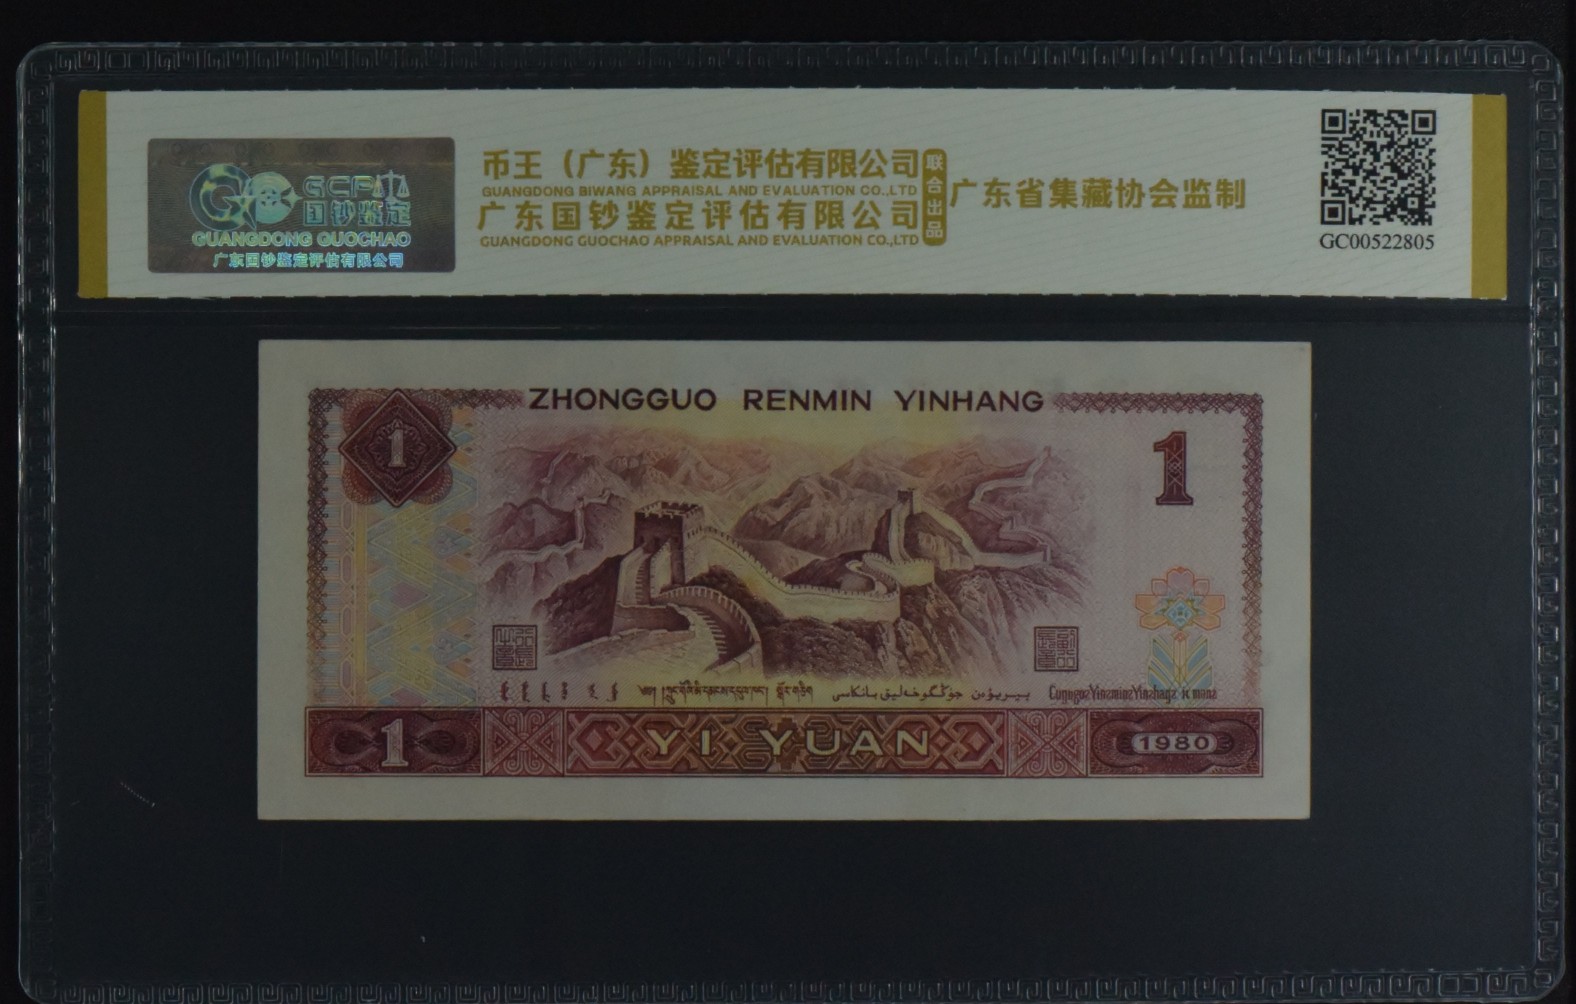 GCF
国钞鉴定
GUANGDONG GUOCHAO
广东国钞鉴定评估有限公司
币王（广东）鉴定评估有限公司
GUANGDONG BIWANG APPRAISAL AND EVALUATION CO.,LTD
广东国钞鉴定评估有限公司
GUANGDONG GUOCHAO APPRAISAL AND EVALUATION CO.,LTD
联合出品
广东省集藏协会监制
GC00522805
ZHONGGUO RENMIN YINHANG
1
1
1
YI YUAN
1980